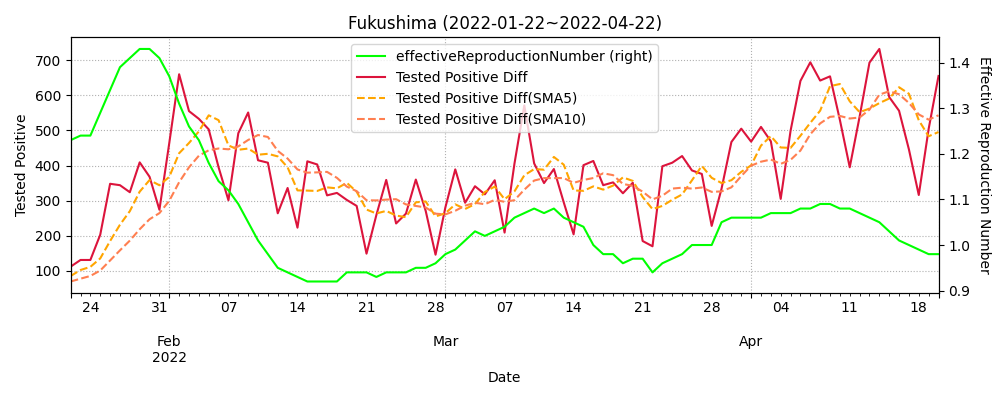 Fukushima (2022-01-22~2022-04-22)
effectiveReproductionNumber (right)
Tested Positive Diff
Tested Positive Diff(SMA5)
Tested Positive Diff(SMA10)
Tested Positive
700
600
500
400
300
200
100
Effective Reproduction Number
1.4
1.3
1.2
1.1
1.0
0.9
24 31 07 14 21 28 07 14 21 28 04 11 18
Feb Mar Apr
2022
Date